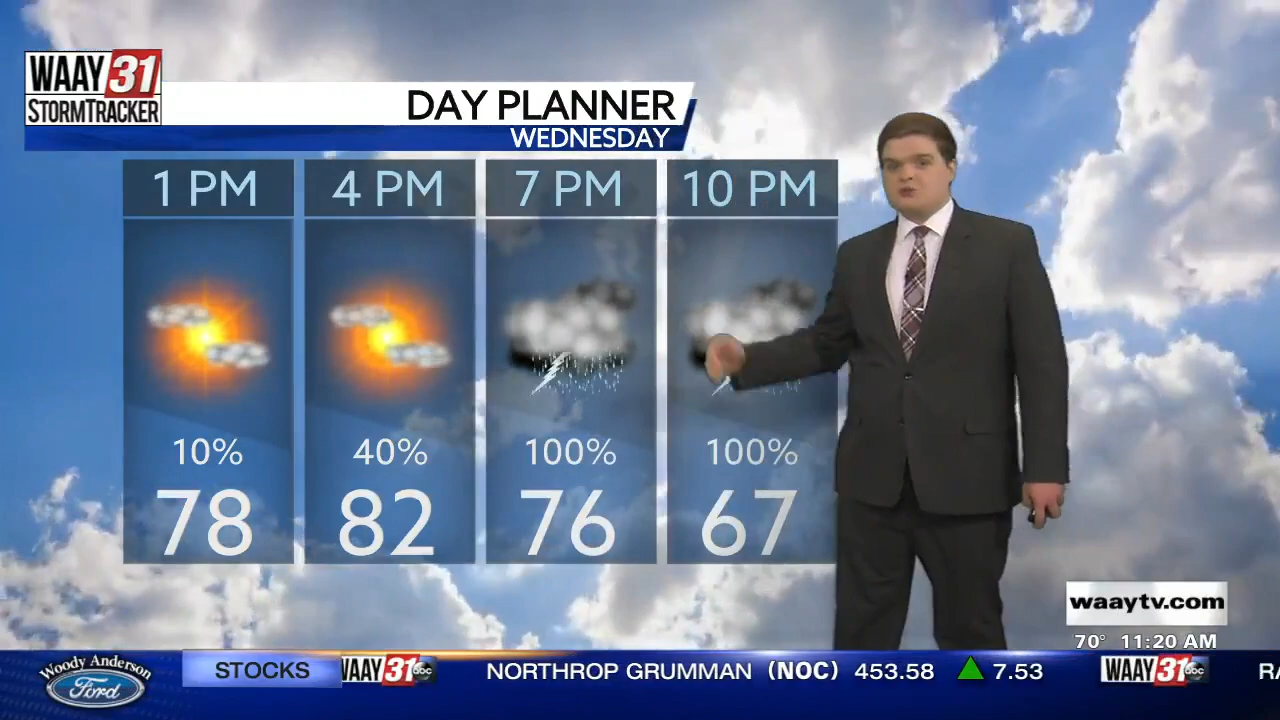 WAAY 31
STORMTRACKER
DAY PLANNER
WEDNESDAY
1 PM 4 PM 7 PM 10 PM
10% 40% 100% 100%
78 82 76 67
waaytv.com
70° 11:20 AM
Woody Anderson
Ford
STOCKS WAAY 31 abc NORTHROP GRUMMAN (NOC) 453.58 7.53 WAAY 31 abc